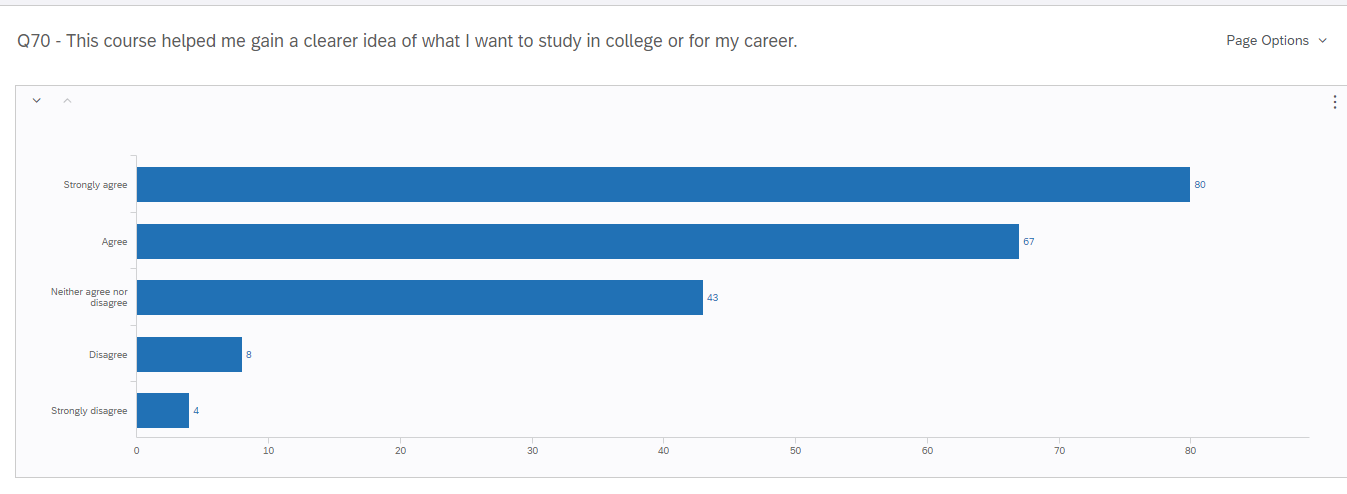 Q70 - This course helped me gain a clearer idea of what I want to study in college or for my career.
Page Options
Strongly agree
80
Agree
67
Neither agree nor
disagree
43
Disagree
8
Strongly disagree
4
0 10 20 30 40 50 60 70 80